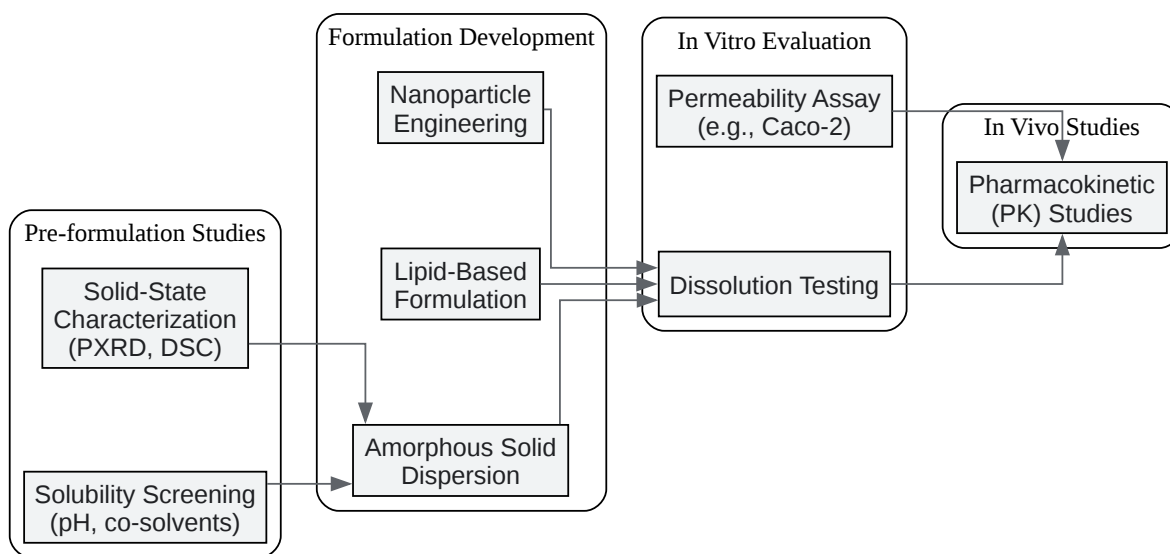 Pre-formulation Studies
Solid-State
Characterization
(PXRD, DSC)
Solubility Screening
(pH, co-solvents)
Formulation Development
Nanoparticle
Engineering
Lipid-Based
Formulation
Amorphous Solid
Dispersion
In Vitro Evaluation
Permeability Assay
(e.g., Caco-2)
Dissolution Testing
In Vivo Studies
Pharmacokinetic
(PK) Studies